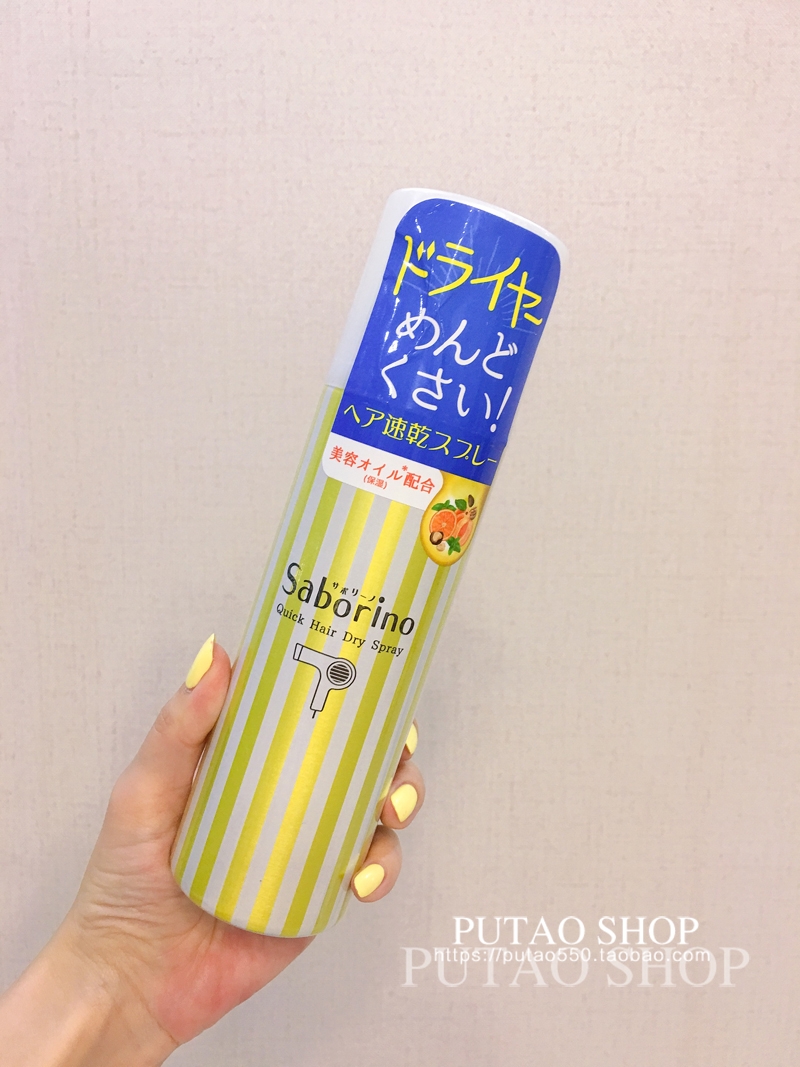 ドライヤー
めんど
くさい!
ヘア速乾スプレー
美容オイル*配合
(保湿)
サボリーノ
Saborino
Quick Hair Dry Spray
PUTAO SHOP
https://putao550.taobao.com
PUTAO SHOP